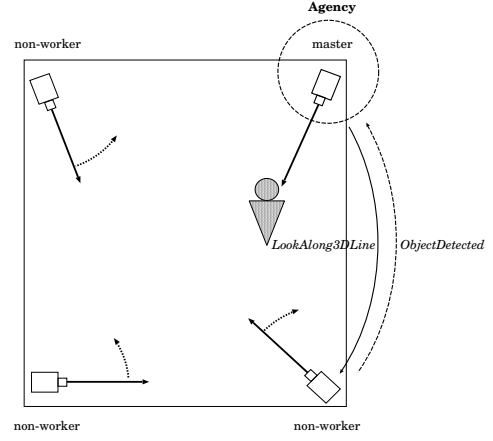 Agency
non-worker
master
LookAlong3DLine
ObjectDetected
non-worker
non-worker